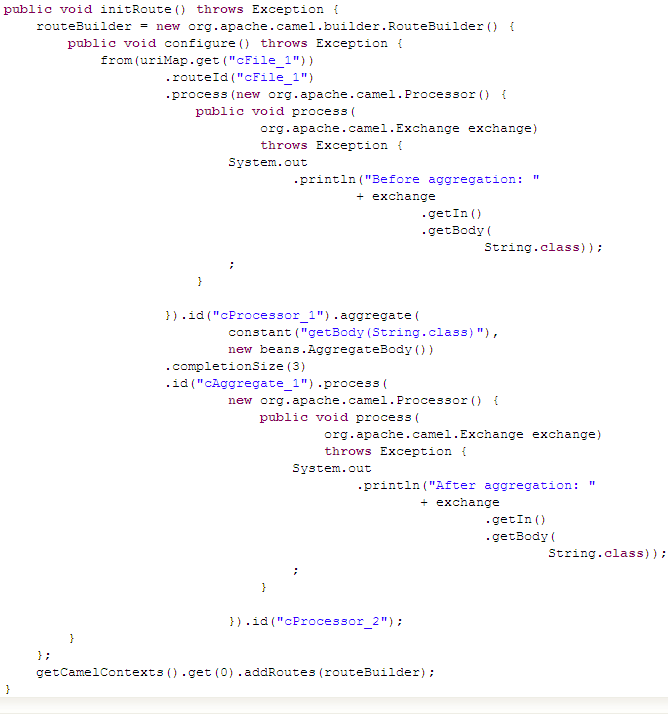 public void initRoute() throws Exception {
    routeBuilder = new org.apache.camel.builder.RouteBuilder() {
        public void configure() throws Exception {
            from(uriMap.get("cFile_1"))
                    .routeId("cFile_1")
                    .process(new org.apache.camel.Processor() {
                        public void process(
                                org.apache.camel.Exchange exchange)
                                throws Exception {
                            System.out
                                    .println("Before aggregation: "
                                            + exchange
                                                    .getIn()
                                                    .getBody(
                                                            String.class));
                            ;
                        }
                    }).id("cProcessor_1").aggregate(
                            constant("getBody(String.class)"),
                            new beans.AggregateBody())
                    .completionSize(3)
                    .id("cAggregate_1").process(
                            new org.apache.camel.Processor() {
                                public void process(
                                        org.apache.camel.Exchange exchange)
                                        throws Exception {
                                    System.out
                                            .println("After aggregation: "
                                                    + exchange
                                                            .getIn()
                                                            .getBody(
                                                                    String.class));
                                    ;
                                }
                            }).id("cProcessor_2");
        }
    };
    getCamelContexts().get(0).addRoutes(routeBuilder);
}